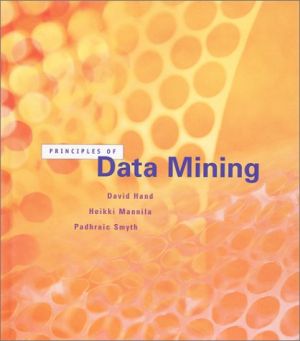 PRINCIPLES OF
Data Mining
David Hand
Heikki Mannila
Padhraic Smyth